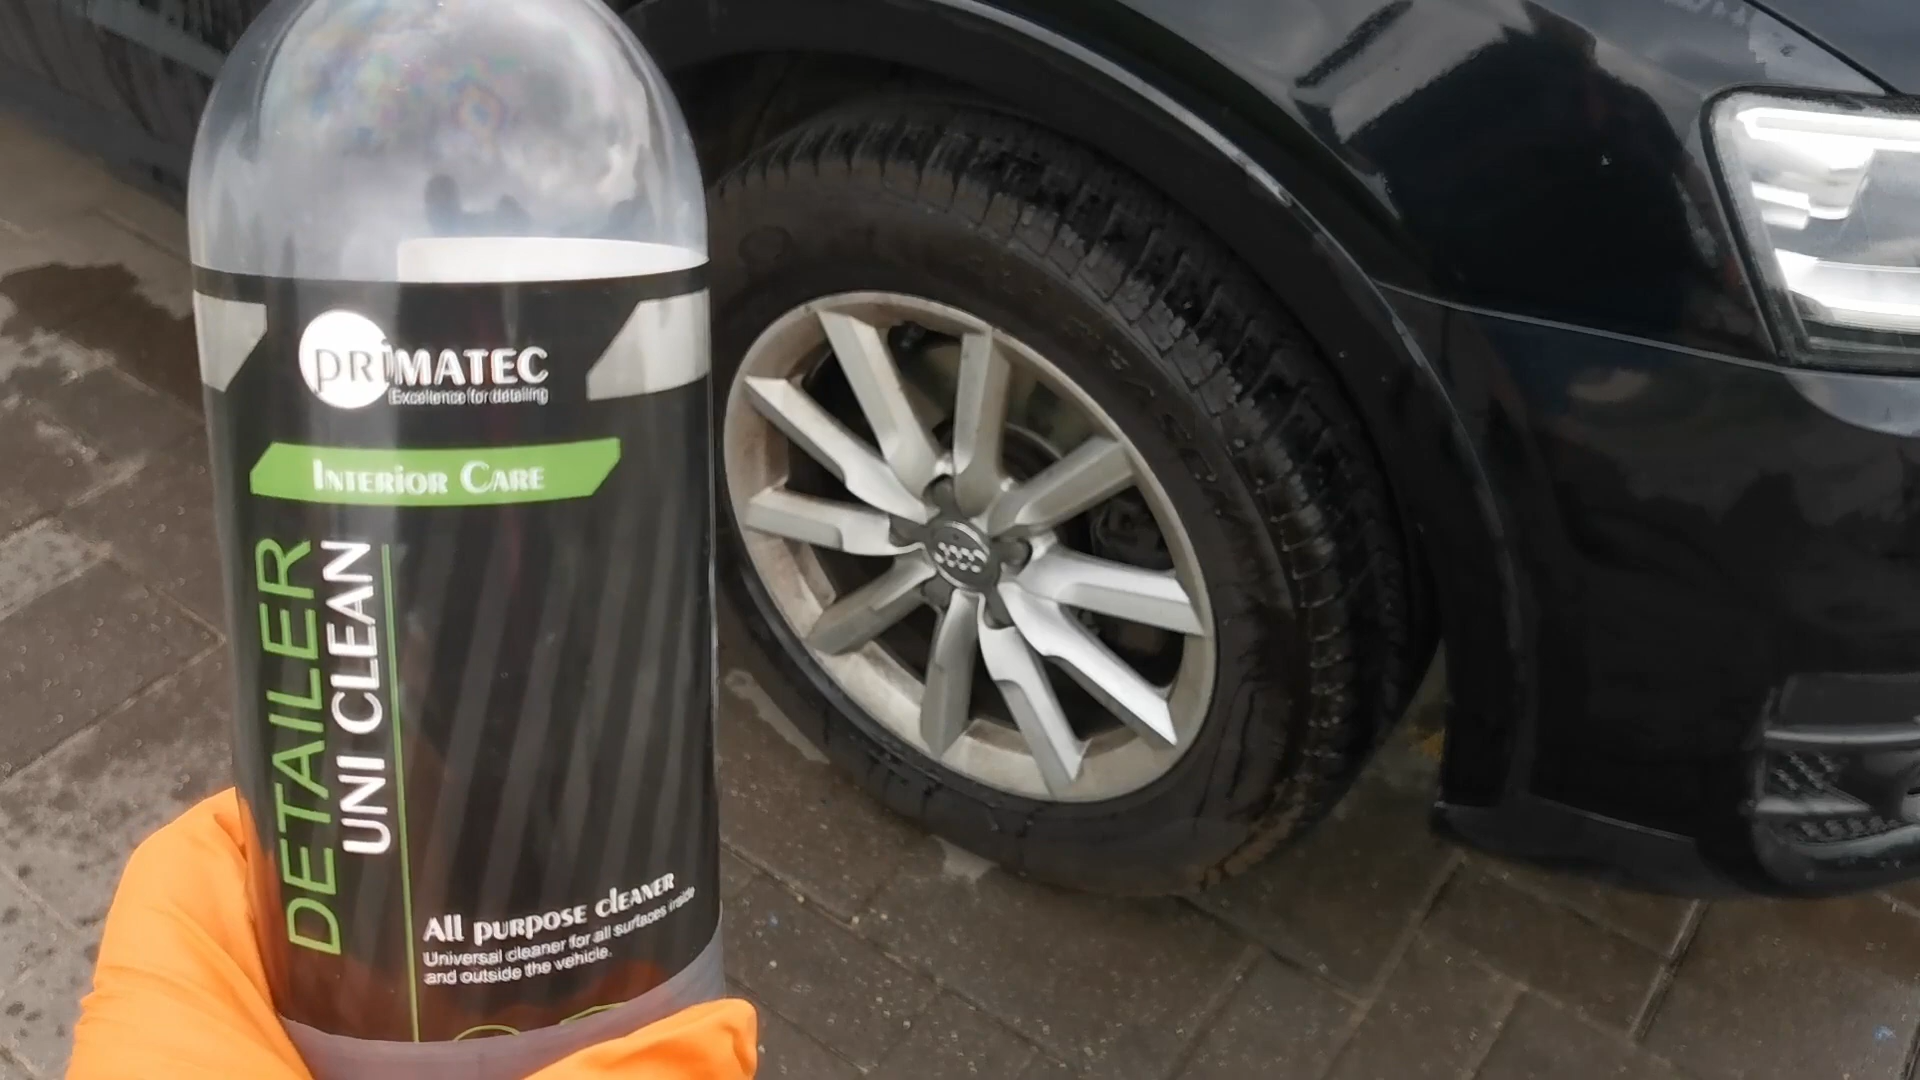 PRIMATEC
Excellence for detailing
INTERIOR CARE
DETAILER
UNI CLEAN
All purpose cleaner
Universal cleaner for all surfaces inside
and outside the vehicle.